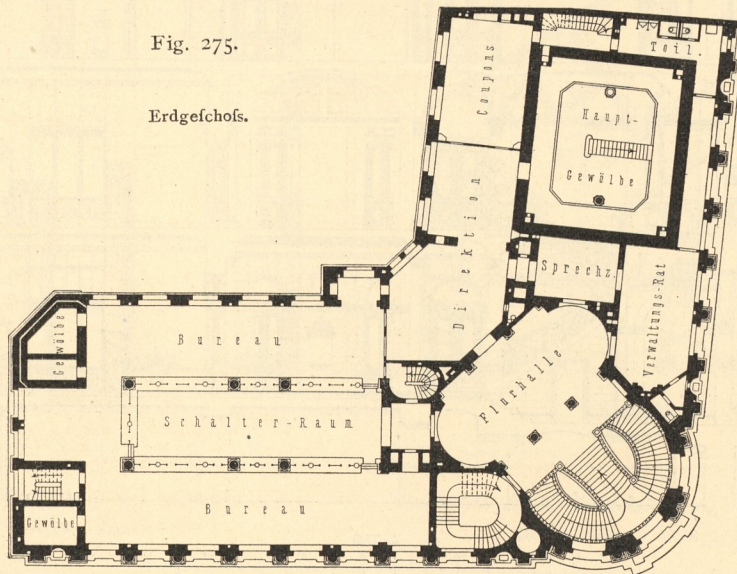 Fig. 275.
Erdgeſchoſs.
Coupons
Toil.
Haupt-
Gewölbe
Direktion
Sprechz.
Verwaltungs-Rat
Flurhalle
Gewölbe
Bureau
Schalter-Raum
Bureau
Gewölbe